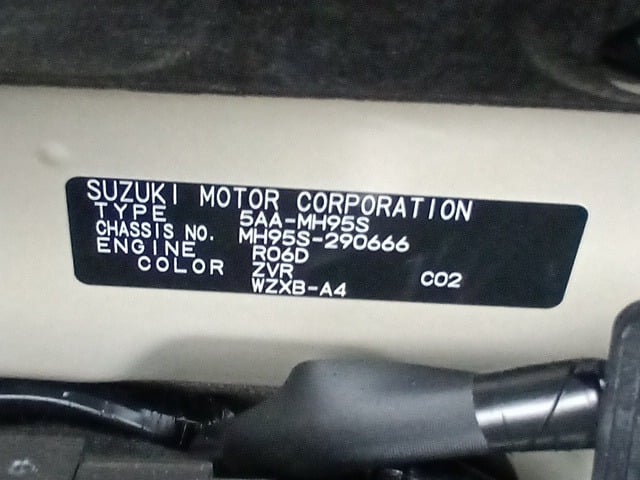 SUZUKI MOTOR CORPORATION
TYPE 5AA-MH95S
CHASSIS NO. MH95S-290666
ENGINE R06D
COLOR ZVR C02
WZXB-A4